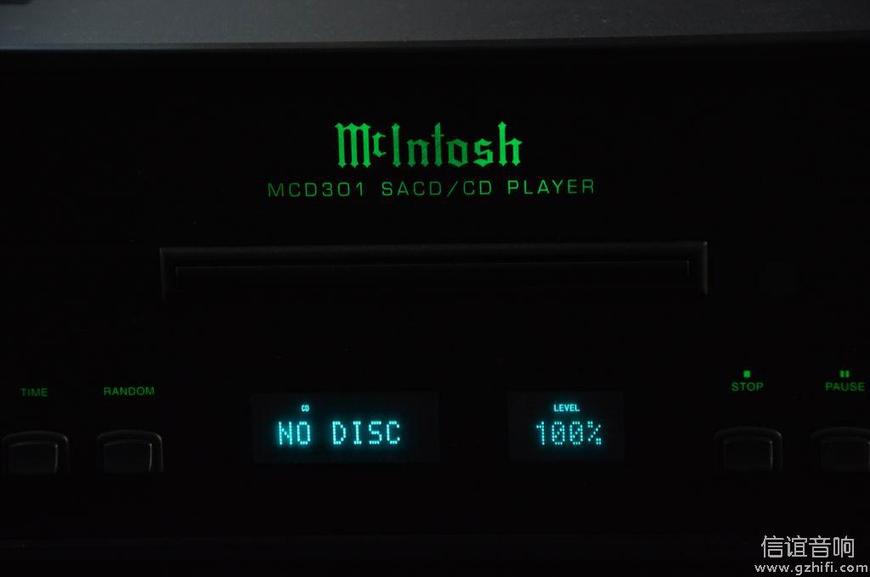 McIntosh
MCD301 SACD/CD PLAYER
TIME
RANDOM
CD
NO DISC
LEVEL
100%
STOP
PAUSE
信谊音响
www.gzhifi.com